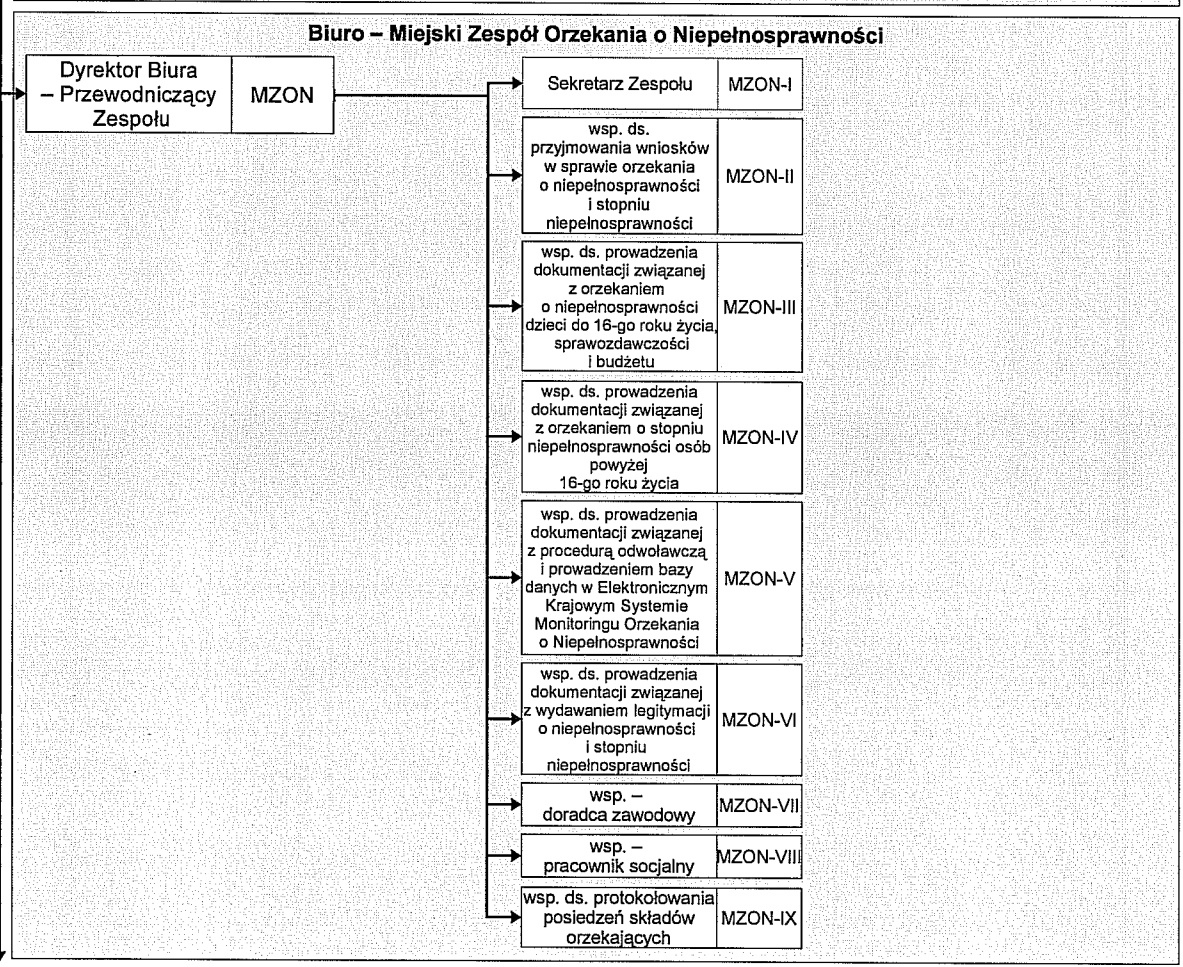 Biuro – Miejski Zespół Orzekania o Niepełnosprawności
Dyrektor Biura
– Przewodniczący
Zespołu
MZON
Sekretarz Zespołu
MZON-I
wsp. ds.
przyjmowania wniosków
w sprawie orzekania
o niepełnosprawności
i stopniu
niepełnosprawności
MZON-II
wsp. ds. prowadzenia
dokumentacji związanej
z orzekaniem
o niepełnosprawności
dzieci do 16-go roku życia,
sprawozdawczości
i budżetu
MZON-III
wsp. ds. prowadzenia
dokumentacji związanej
z orzekaniem o stopniu
niepełnosprawności osób
powyżej
16-go roku życia
MZON-IV
wsp. ds. prowadzenia
dokumentacji związanej
z procedurą odwoławczą
i prowadzeniem bazy
danych w Elektronicznym
Krajowym Systemie
Monitoringu Orzekania
o Niepełnosprawności
MZON-V
wsp. ds. prowadzenia
dokumentacji związanej
z wydawaniem legitymacji
o niepełnosprawności
i stopniu
niepełnosprawności
MZON-VI
wsp. –
doradca zawodowy
MZON-VII
wsp. –
pracownik socjalny
MZON-VIII
wsp. ds. protokołowania
posiedzeń składów
orzekających
MZON-IX